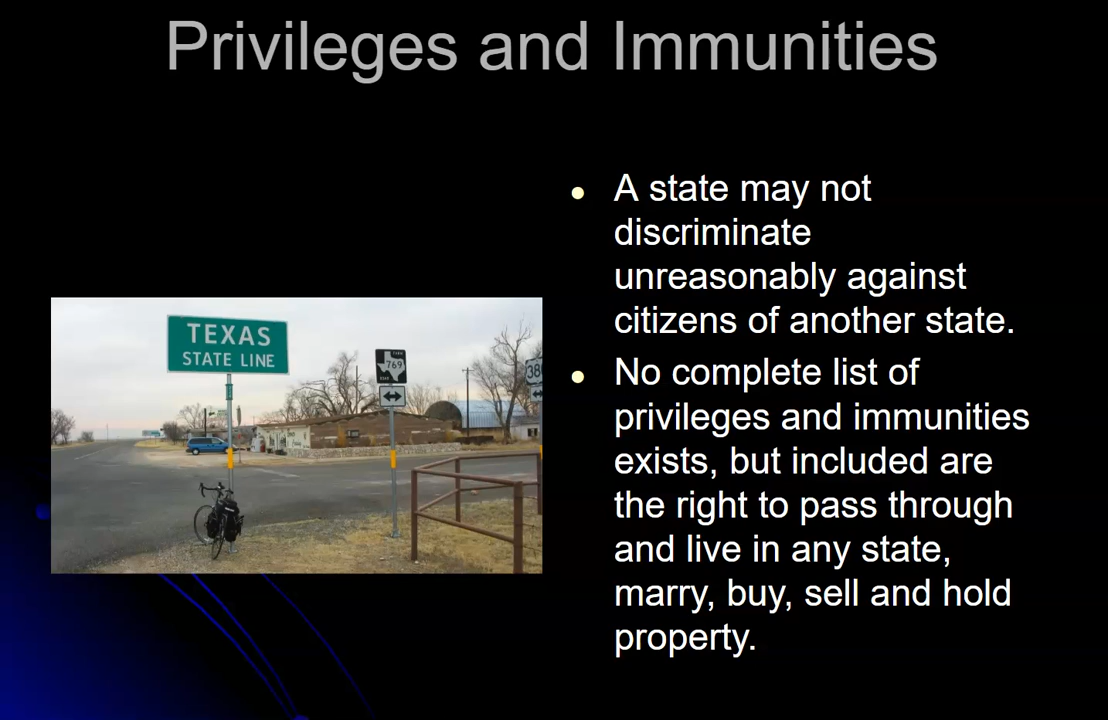 Privileges and Immunities
● A state may not
discriminate
unreasonably against
citizens of another state.
● No complete list of
privileges and immunities
exists, but included are
the right to pass through
and live in any state,
marry, buy, sell and hold
property.
TEXAS
STATE LINE
769
380